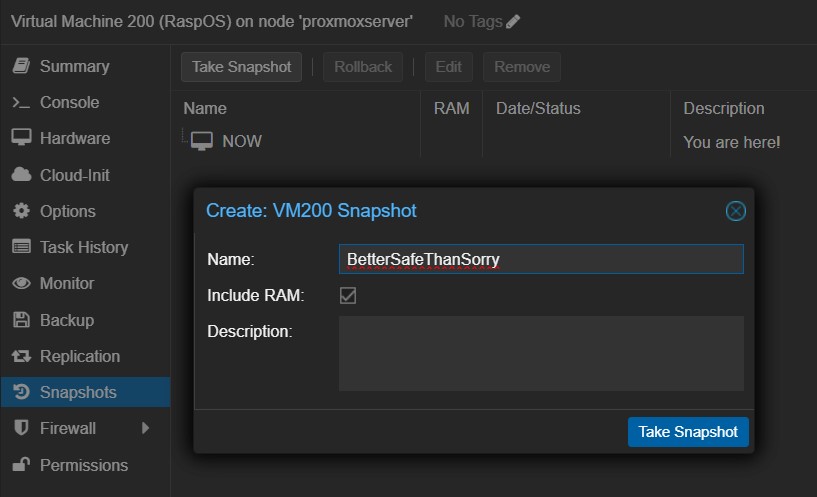 Virtual Machine 200 (RaspOS) on node 'proxmoxserver' No Tags
Summary
Console
Hardware
Cloud-Init
Options
Task History
Monitor
Backup
Replication
Snapshots
Firewall
Permissions
Take Snapshot Rollback Edit Remove
Name RAM Date/Status Description
NOW You are here!
Create: VM200 Snapshot
Name: BetterSafeThanSorry
Include RAM:
Description:
Take Snapshot